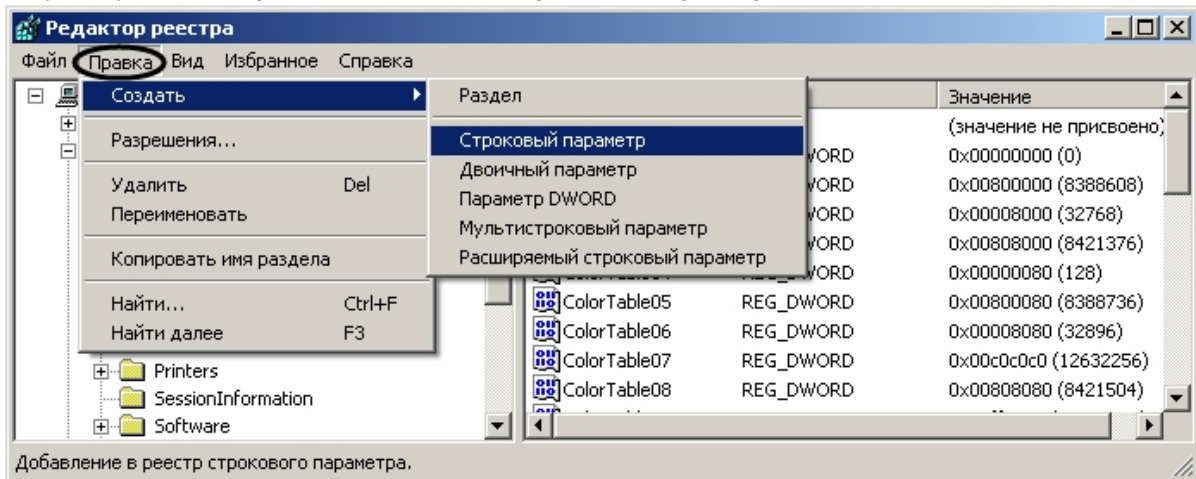 Редактор реестра
Файл Правка Вид Избранное Справка
Создать
Разрешения...
Удалить Del
Переименовать
Копировать имя раздела
Найти... Ctrl+F
Найти далее F3
Раздел
Строковый параметр
Двоичный параметр
Параметр DWORD
Мультистроковый параметр
Расширяемый строковый параметр
Значение
(значение не присвоено)
0x00000000 (0)
0x00800000 (8388608)
0x00008000 (32768)
0x00808000 (8421376)
0x00000080 (128)
ColorTable05 REG_DWORD 0x00800080 (8388736)
ColorTable06 REG_DWORD 0x00008080 (32896)
ColorTable07 REG_DWORD 0x00c0c0c0 (12632256)
ColorTable08 REG_DWORD 0x00808080 (8421504)
Printers
SessionInformation
Software
Добавление в реестр строкового параметра.